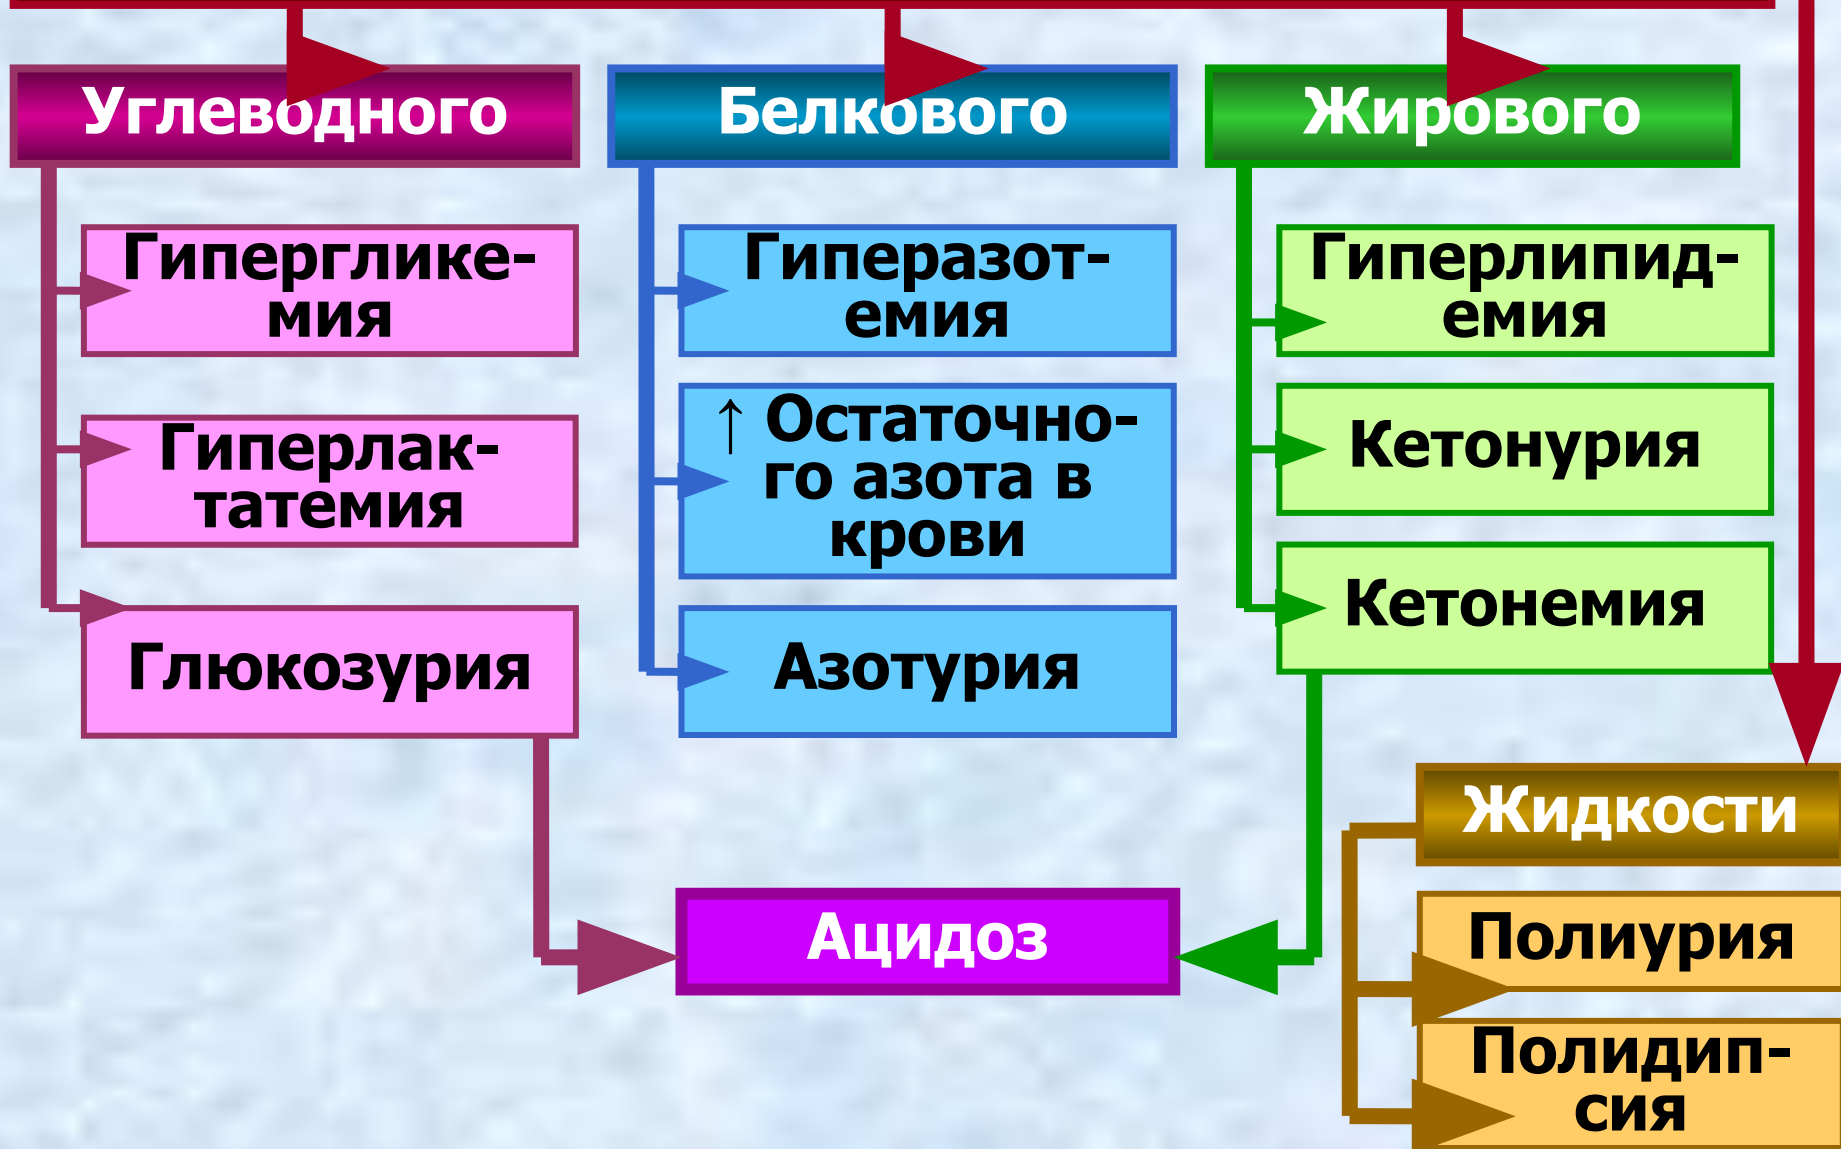 Углеводного
Гипергликe-
мия
Гиперлак-
татемия
Глюкозурия
Белкового
Гиперазот-
емия
↑ Остаточно-
го азота в
крови
Азотурия
Жирового
Гиперлипид-
емия
Кетонурия
Кетонемия
Ацидоз
Жидкости
Полиурия
Полидип-
сия